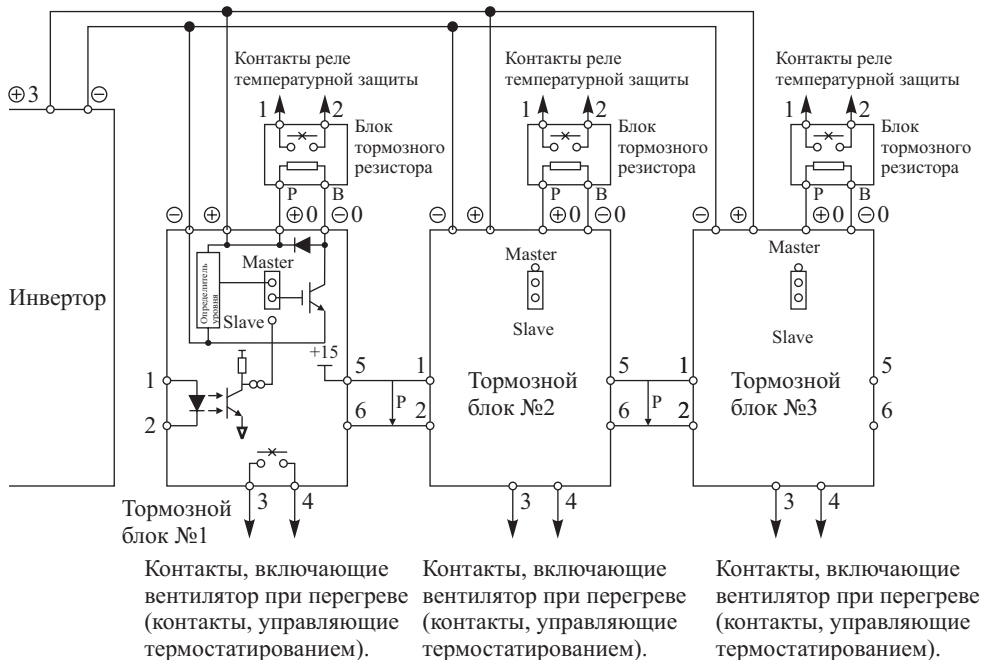 Контакты реле
температурной защиты
Контакты реле
температурной защиты
Контакты реле
температурной защиты
⊕3
⊖
1
2
1
2
1
2
Блок
тормозного
резистора
Блок
тормозного
резистора
Блок
тормозного
резистора
P
B
P
B
P
B
⊖
⊕
⊕0
⊖0
⊖
⊕
⊕0
⊖0
⊖
⊕
⊕0
⊖0
Инвертор
Определитель
уровня
Master
Slave
+15
Master
Slave
Master
Slave
1
2
5
6
P
1
2
Тормозной
блок №2
5
6
P
1
2
Тормозной
блок №3
5
6
3
4
3
4
3
4
Тормозной
блок №1
Контакты, включающие
вентилятор при перегреве
(контакты, управляющие
термостатированием).
Контакты, включающие
вентилятор при перегреве
(контакты, управляющие
термостатированием).
Контакты, включающие
вентилятор при перегреве
(контакты, управляющие
термостатированием).